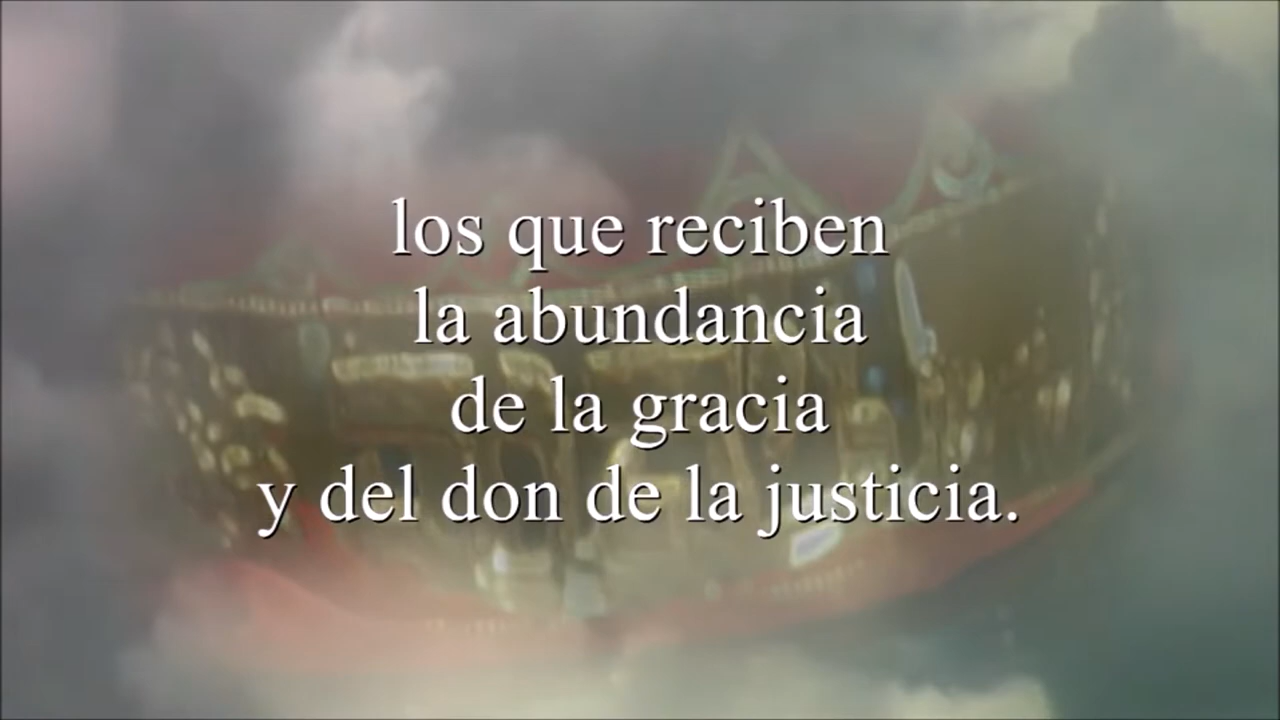 los que reciben
la abundancia
de la gracia
y del don de la justicia.